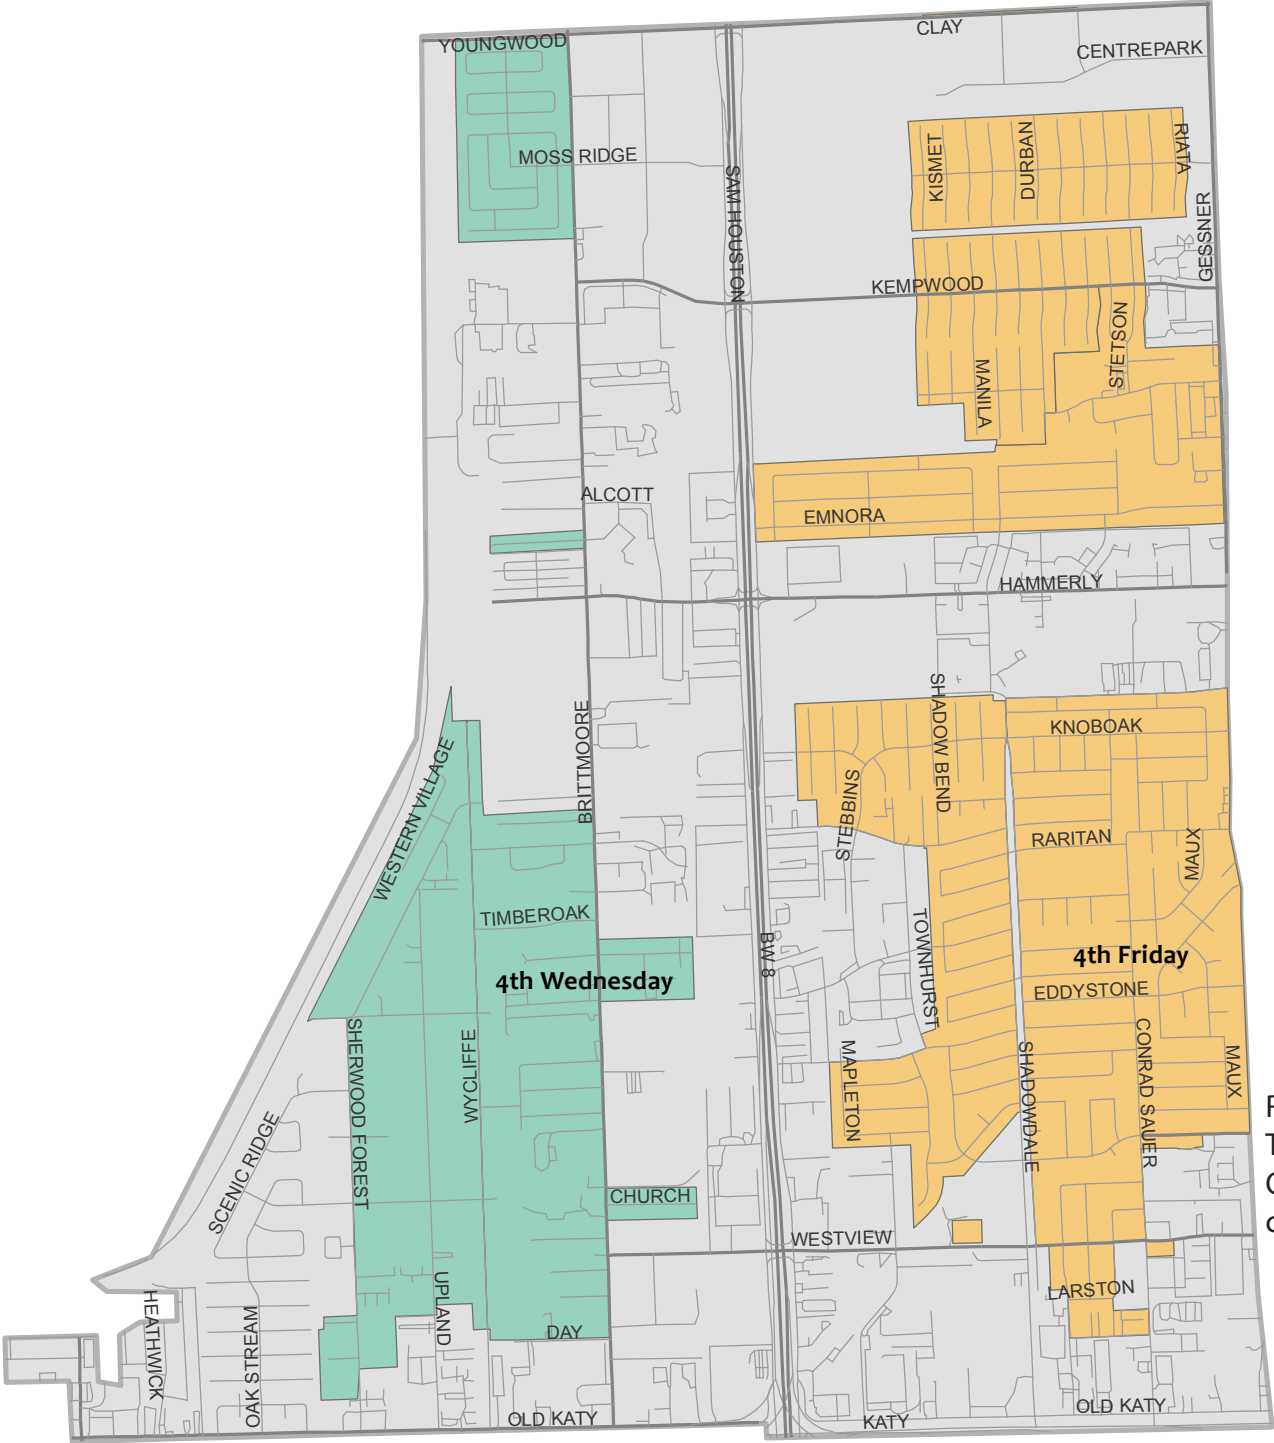 CLAY
YOUNGWOOD
CENTREPARK
MOSS RIDGE
KISMET
DURBAN
RIATA
SAM HOUSTON
GESSNER
KEMPWOOD
STETSON
MANILA
ALCOTT
EMNORA
HAMMERLY
SHADOW BEND
BRITTMOORE
KNOBOAK
WESTERN VILLAGE
STEBBINS
RARITAN
MAUX
TIMBEROAK
TOWNHURST
BW 8
4th Friday
4th Wednesday
EDDYSTONE
SHERWOOD FOREST
WYCLIFFE
MAPLETON
SHADOWDALE
CONRAD SAUER
MAUX
SCENIC RIDGE
CHURCH
WESTVIEW
UPLAND
LARSTON
HEATHWICK
OAK STREAM
DAY
OLD KATY
KATY
OLD KATY